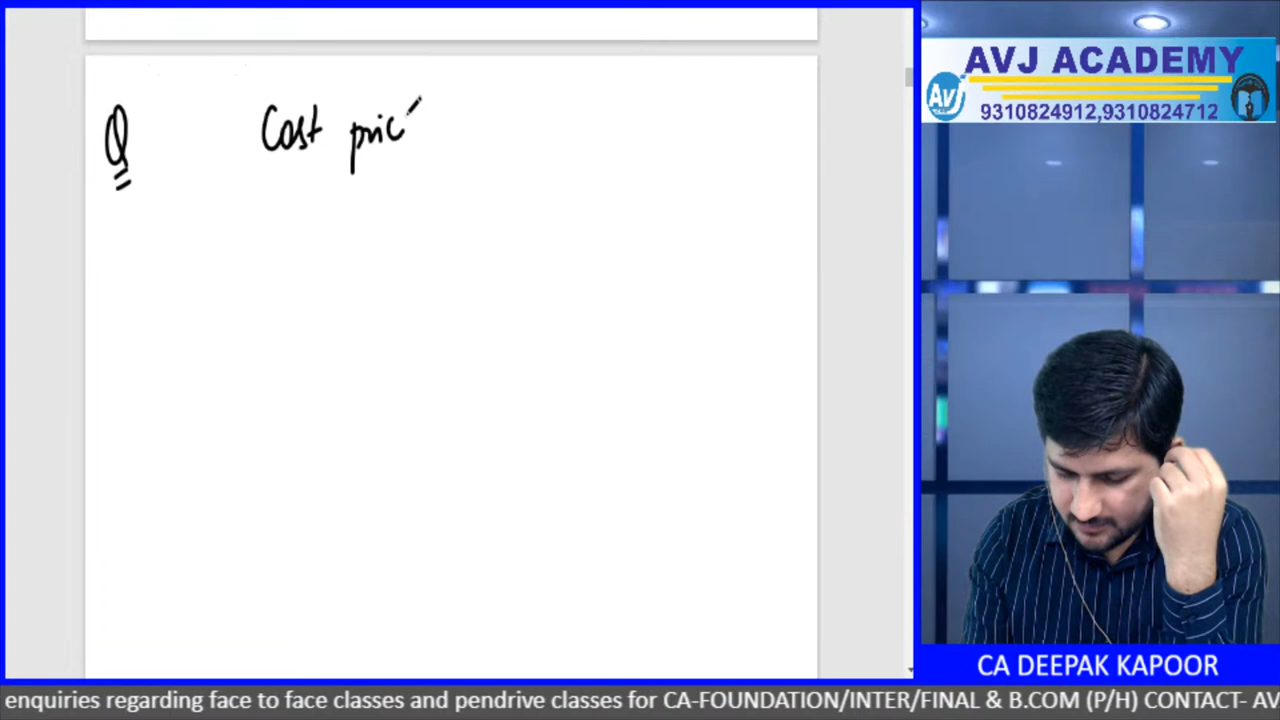 Q Cost pric
AVJ ACADEMY
AV
9310824912,9310824712
CA DEEPAK KAPOOR
enquiries regarding face to face classes and pendrive classes for CA-FOUNDATION/INTER/FINAL & B.COM (P/H) CONTACT- AV